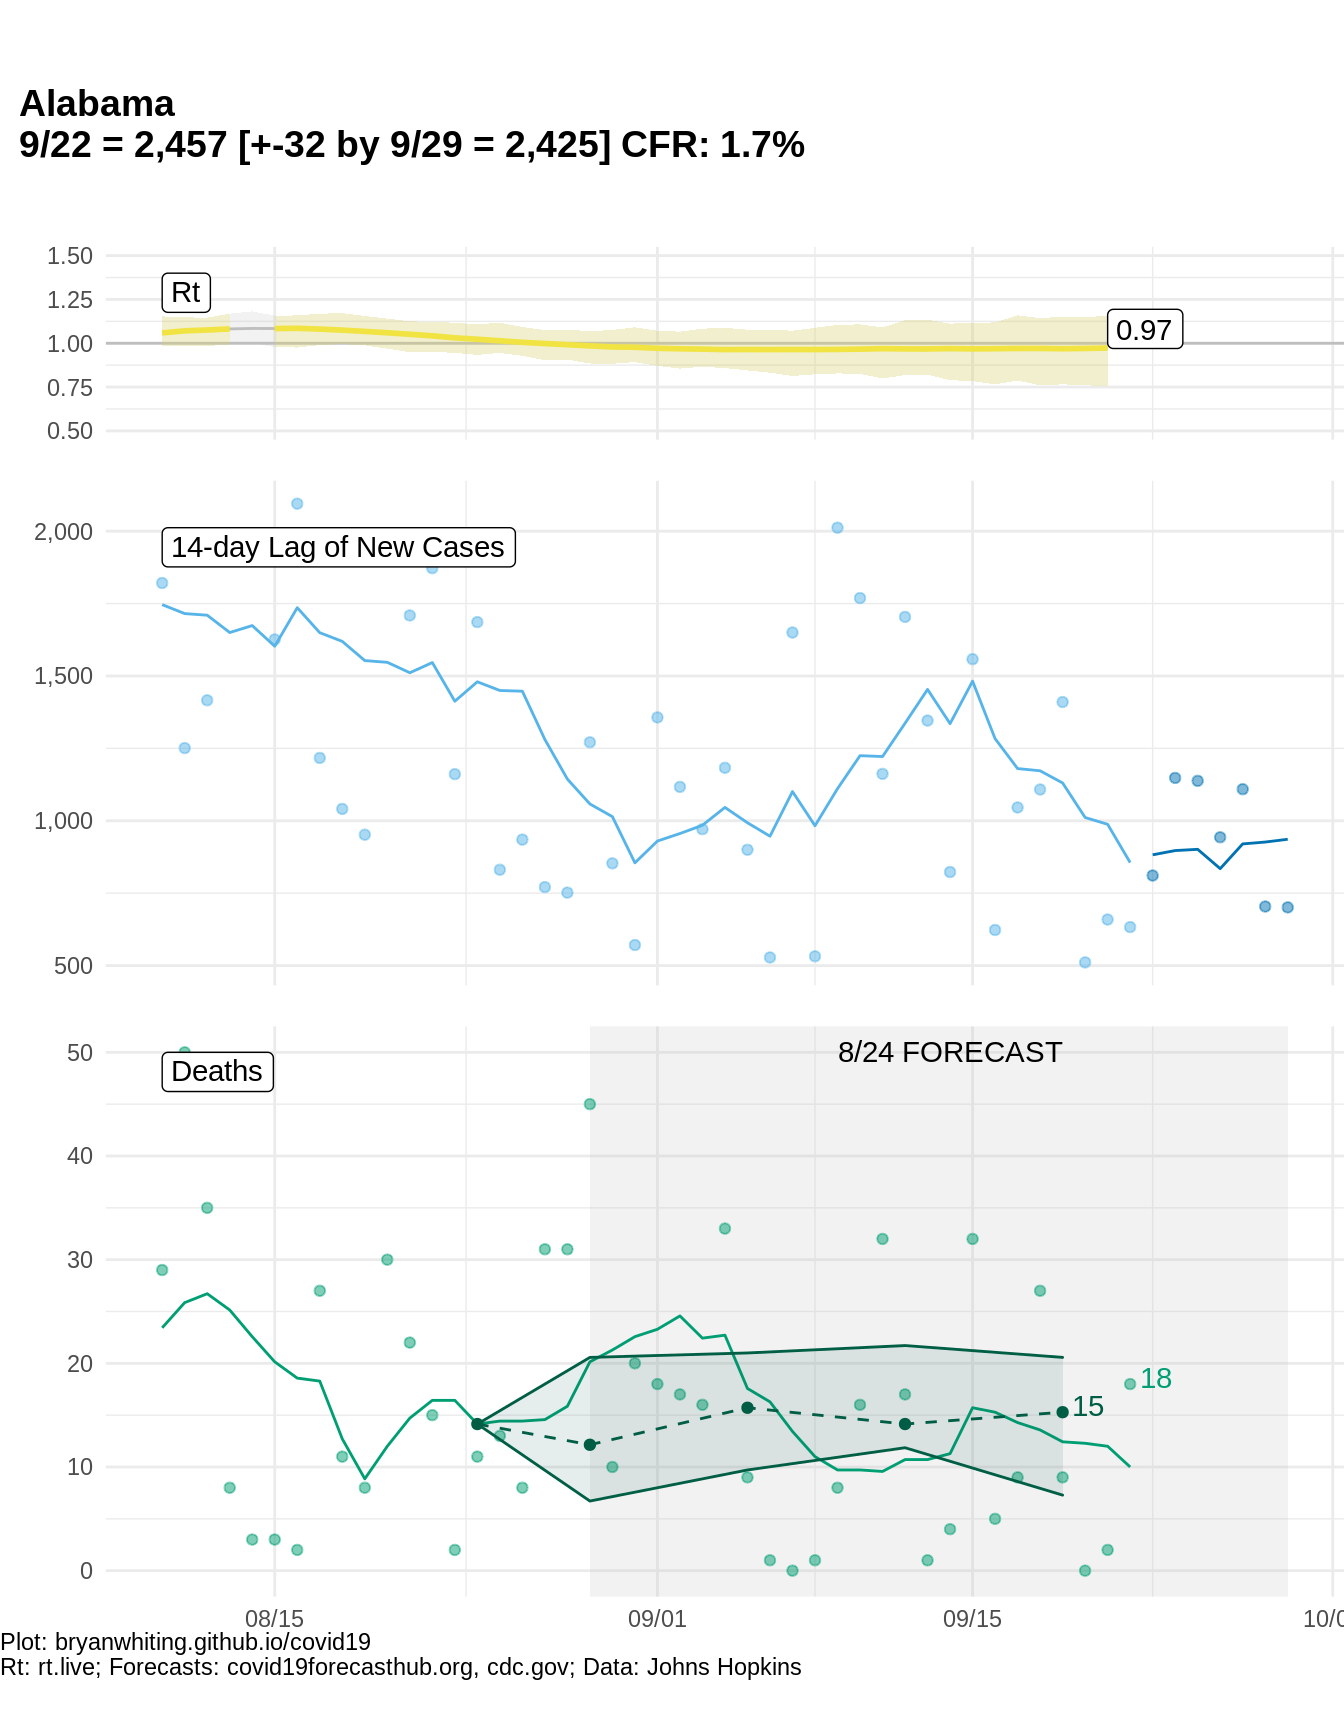 Alabama
9/22 = 2,457 [+-32 by 9/29 = 2,425] CFR: 1.7%
1.50
1.25
1.00
0.75
0.50
Rt
0.97
2,000
1,500
1,000
500
14-day Lag of New Cases
50
40
30
20
10
0
Deaths
8/24 FORECAST
18
15
08/15
09/01
09/15
10/0
Plot: bryanwhiting.github.io/covid19
Rt: rt.live; Forecasts: covid19forecasthub.org, cdc.gov; Data: Johns Hopkins